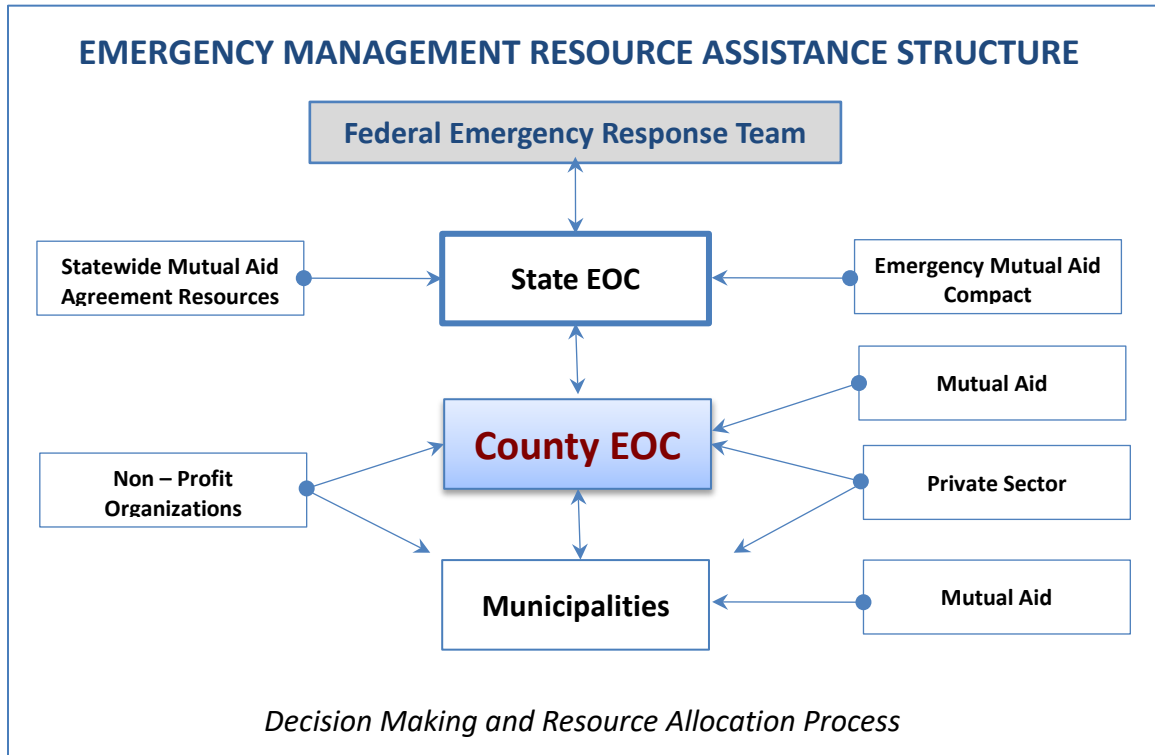 EMERGENCY MANAGEMENT RESOURCE ASSISTANCE STRUCTURE
Federal Emergency Response Team
Statewide Mutual Aid
Agreement Resources
State EOC
Emergency Mutual Aid
Compact
Mutual Aid
County EOC
Non – Profit
Organizations
Private Sector
Municipalities
Mutual Aid
Decision Making and Resource Allocation Process